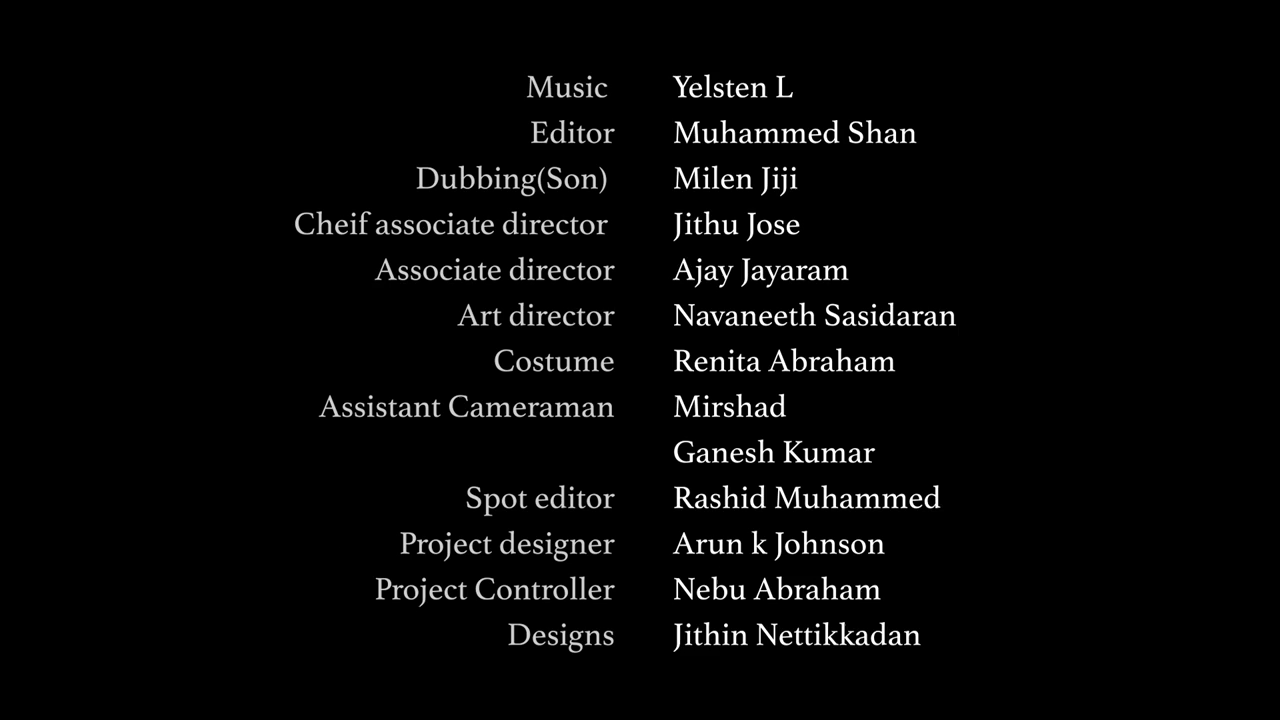 Music Yelsten L
Editor Muhammed Shan
Dubbing(Son) Milen Jiji
Cheif associate director Jithu Jose
Associate director Ajay Jayaram
Art director Navaneeth Sasidaran
Costume Renita Abraham
Assistant Cameraman Mirshad
Ganesh Kumar
Spot editor Rashid Muhammed
Project designer Arun k Johnson
Project Controller Nebu Abraham
Designs Jithin Nettikkadan